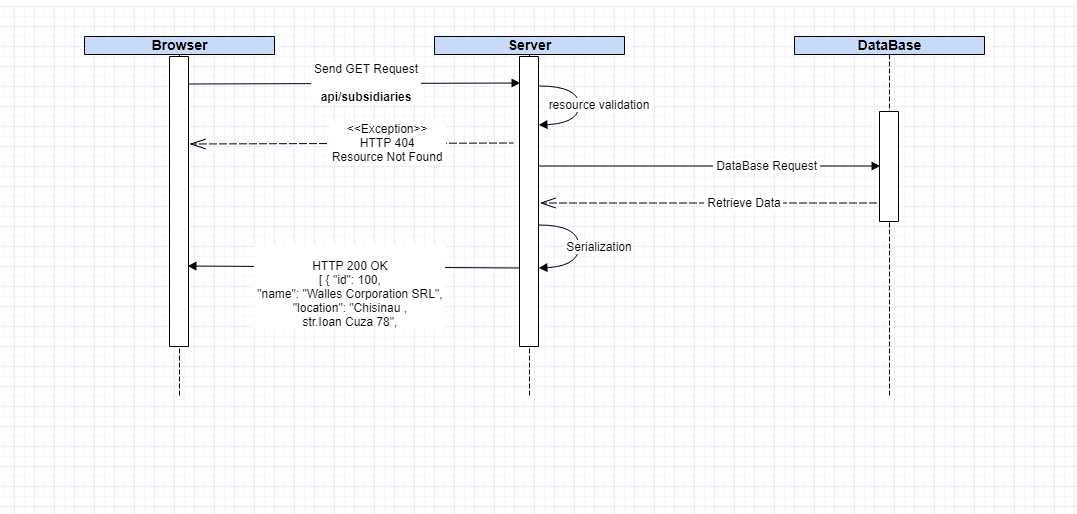 Browser
Server
DataBase
Send GET Request
api/subsidiaries
resource validation
<<Exception>>
HTTP 404
Resource Not Found
DataBase Request
Retrieve Data
Serialization
HTTP 200 OK
[ { "id": 100,
"name": "Walles Corporation SRL",
"location": "Chisinau ,
str.Ioan Cuza 78",